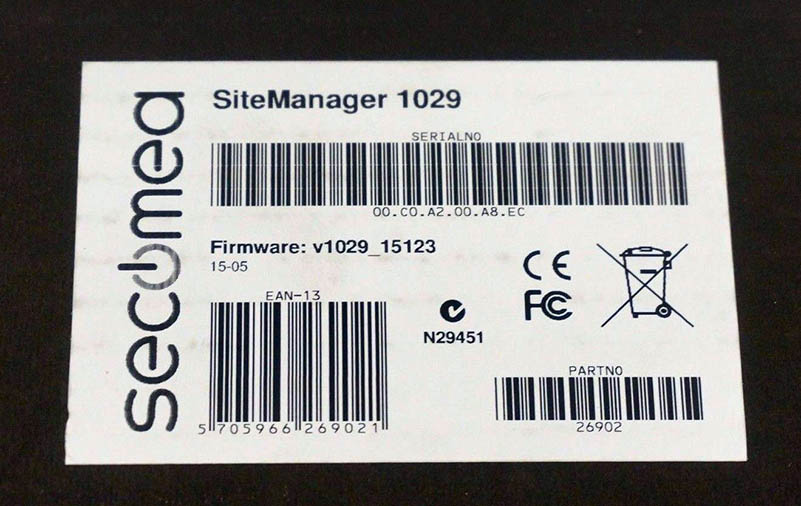 secomea
SiteManager 1029
SERIALNO
00.C0.A2.00.A8.EC
Firmware: v1029_15123
15-05
EAN-13
5 705966 269021
N29451
CE
FC
PARTNO
26902